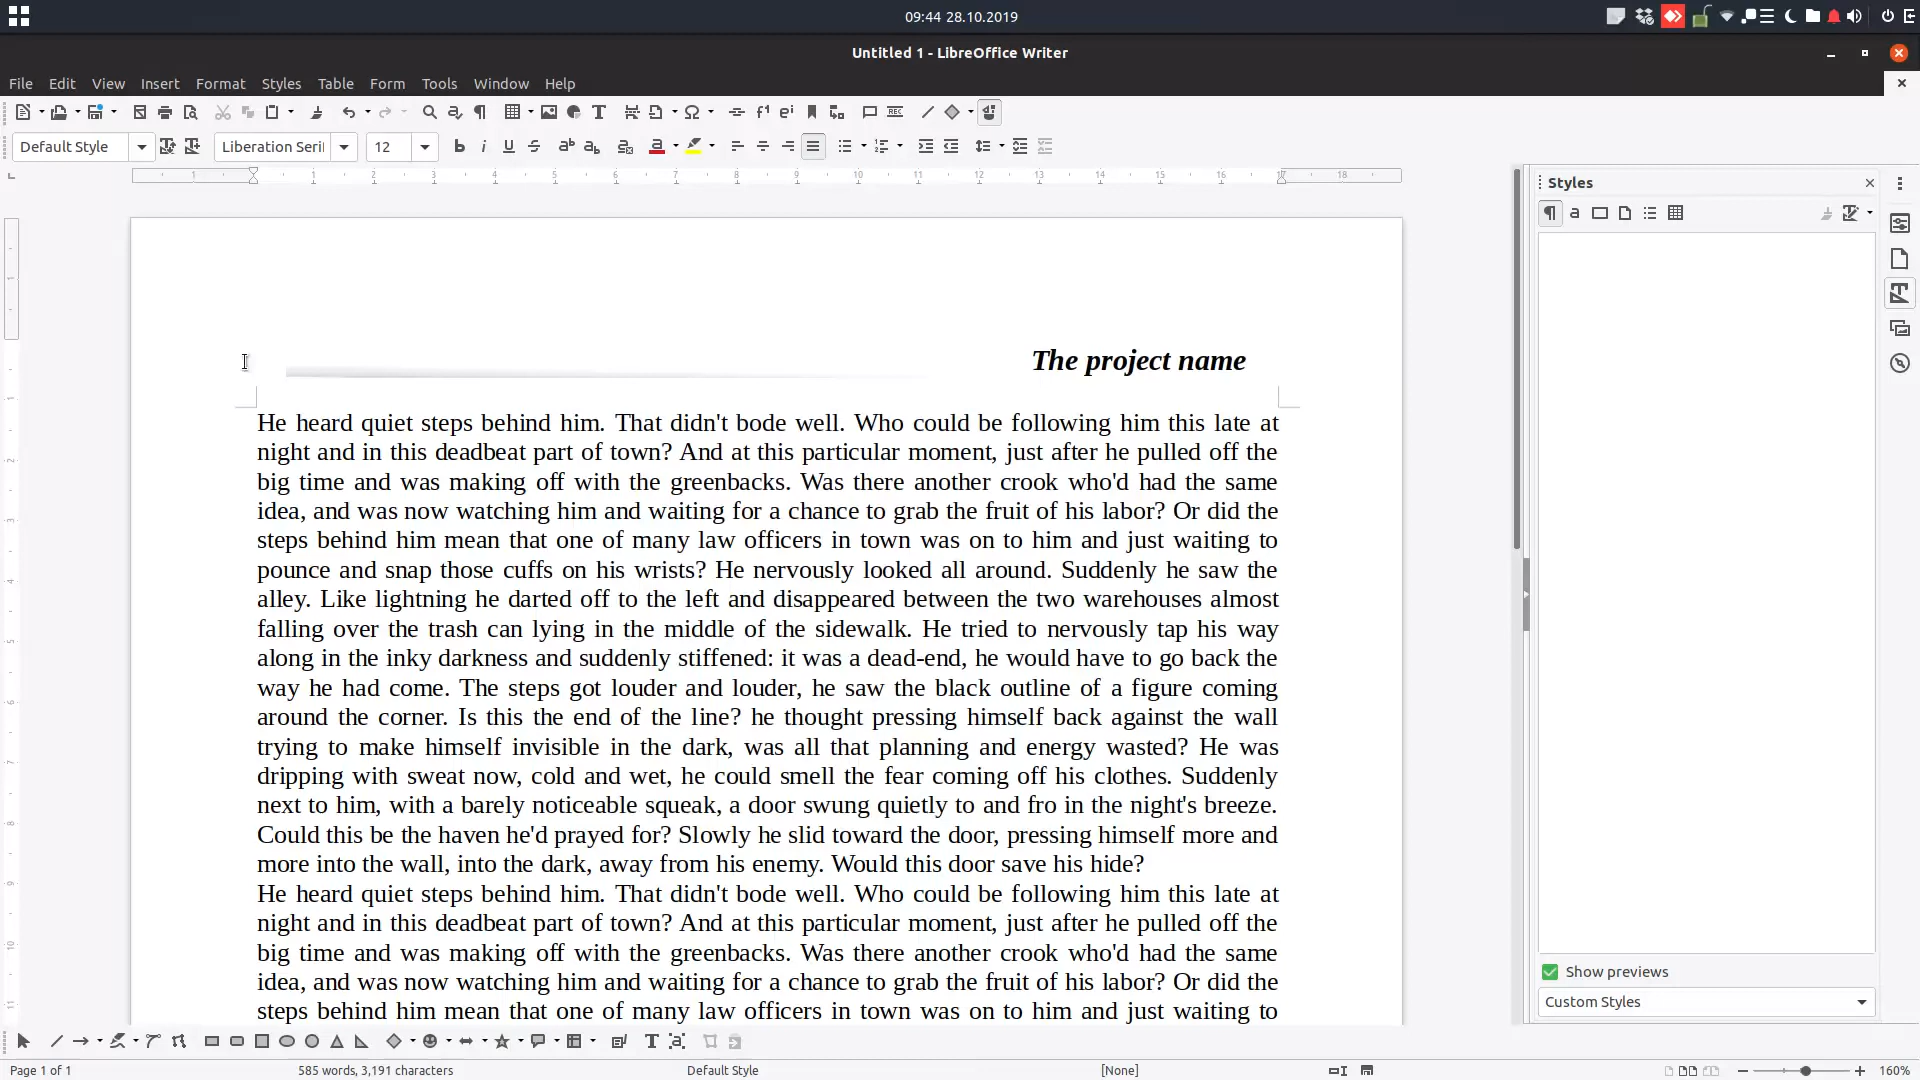 09:44 28.10.2019
Untitled 1 - LibreOffice Writer
File Edit View Insert Format Styles Table Form Tools Window Help
Default Style Liberation Seri 12
1 1 2 3 4 5 6 7 8 9 10 11 12 13 14 15 16 17 18
Styles
The project name
He heard quiet steps behind him. That didn't bode well. Who could be following him this late at
night and in this deadbeat part of town? And at this particular moment, just after he pulled off the
big time and was making off with the greenbacks. Was there another crook who'd had the same
idea, and was now watching him and waiting for a chance to grab the fruit of his labor? Or did the
steps behind him mean that one of many law officers in town was on to him and just waiting to
pounce and snap those cuffs on his wrists? He nervously looked all around. Suddenly he saw the
alley. Like lightning he darted off to the left and disappeared between the two warehouses almost
falling over the trash can lying in the middle of the sidewalk. He tried to nervously tap his way
along in the inky darkness and suddenly stiffened: it was a dead-end, he would have to go back the
way he had come. The steps got louder and louder, he saw the black outline of a figure coming
around the corner. Is this the end of the line? he thought pressing himself back against the wall
trying to make himself invisible in the dark, was all that planning and energy wasted? He was
dripping with sweat now, cold and wet, he could smell the fear coming off his clothes. Suddenly
next to him, with a barely noticeable squeak, a door swung quietly to and fro in the night's breeze.
Could this be the haven he'd prayed for? Slowly he slid toward the door, pressing himself more and
more into the wall, into the dark, away from his enemy. Would this door save his hide?
He heard quiet steps behind him. That didn't bode well. Who could be following him this late at
night and in this deadbeat part of town? And at this particular moment, just after he pulled off the
big time and was making off with the greenbacks. Was there another crook who'd had the same
idea, and was now watching him and waiting for a chance to grab the fruit of his labor? Or did the
steps behind him mean that one of many law officers in town was on to him and just waiting to
Show previews
Custom Styles
Page 1 of 1 585 words, 3,191 characters Default Style [None] 160%